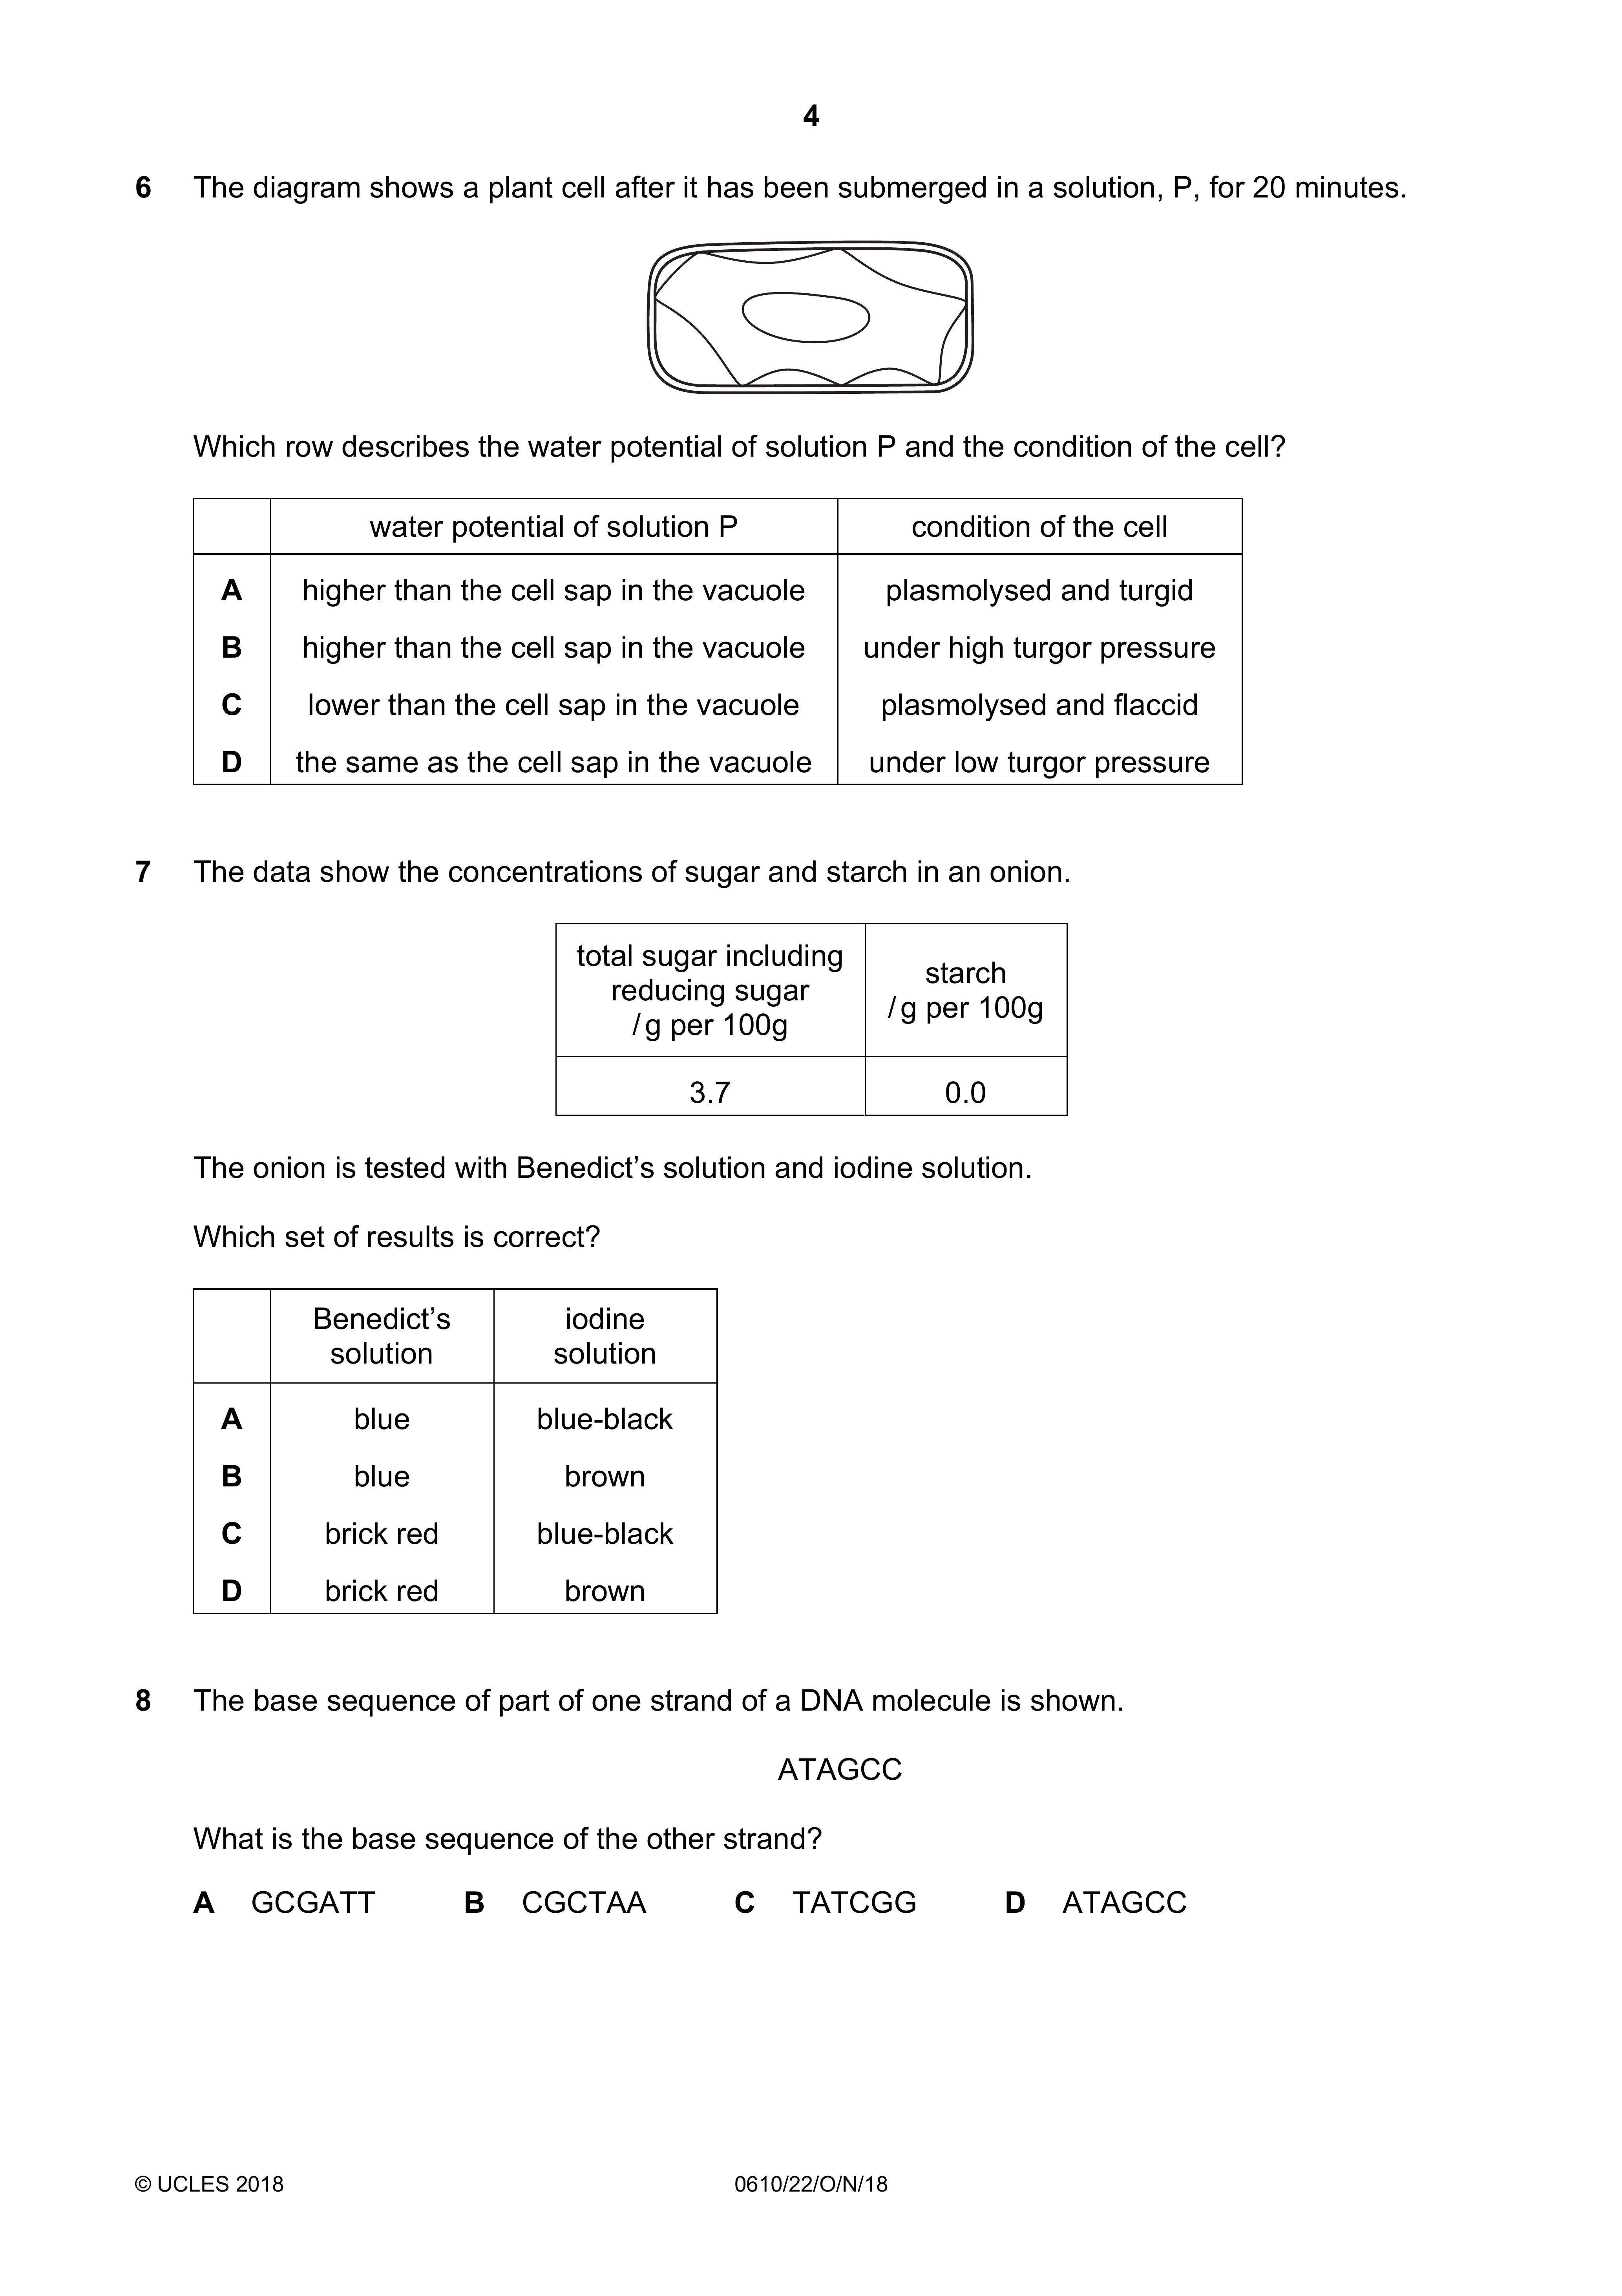 4
6 The diagram shows a plant cell after it has been submerged in a solution, P, for 20 minutes.
Which row describes the water potential of solution P and the condition of the cell?
water potential of solution P condition of the cell
A higher than the cell sap in the vacuole plasmolysed and turgid
B higher than the cell sap in the vacuole under high turgor pressure
C lower than the cell sap in the vacuole plasmolysed and flaccid
D the same as the cell sap in the vacuole under low turgor pressure
7 The data show the concentrations of sugar and starch in an onion.
total sugar including
reducing sugar
/ g per 100g
starch
/ g per 100g
3.7 0.0
The onion is tested with Benedict’s solution and iodine solution.
Which set of results is correct?
Benedict’s
solution
iodine
solution
A blue blue-black
B blue brown
C brick red blue-black
D brick red brown
8 The base sequence of part of one strand of a DNA molecule is shown.
ATAGCC
What is the base sequence of the other strand?
A GCGATT B CGCTAA C TATCGG D ATAGCC
© UCLES 2018 0610/22/O/N/18